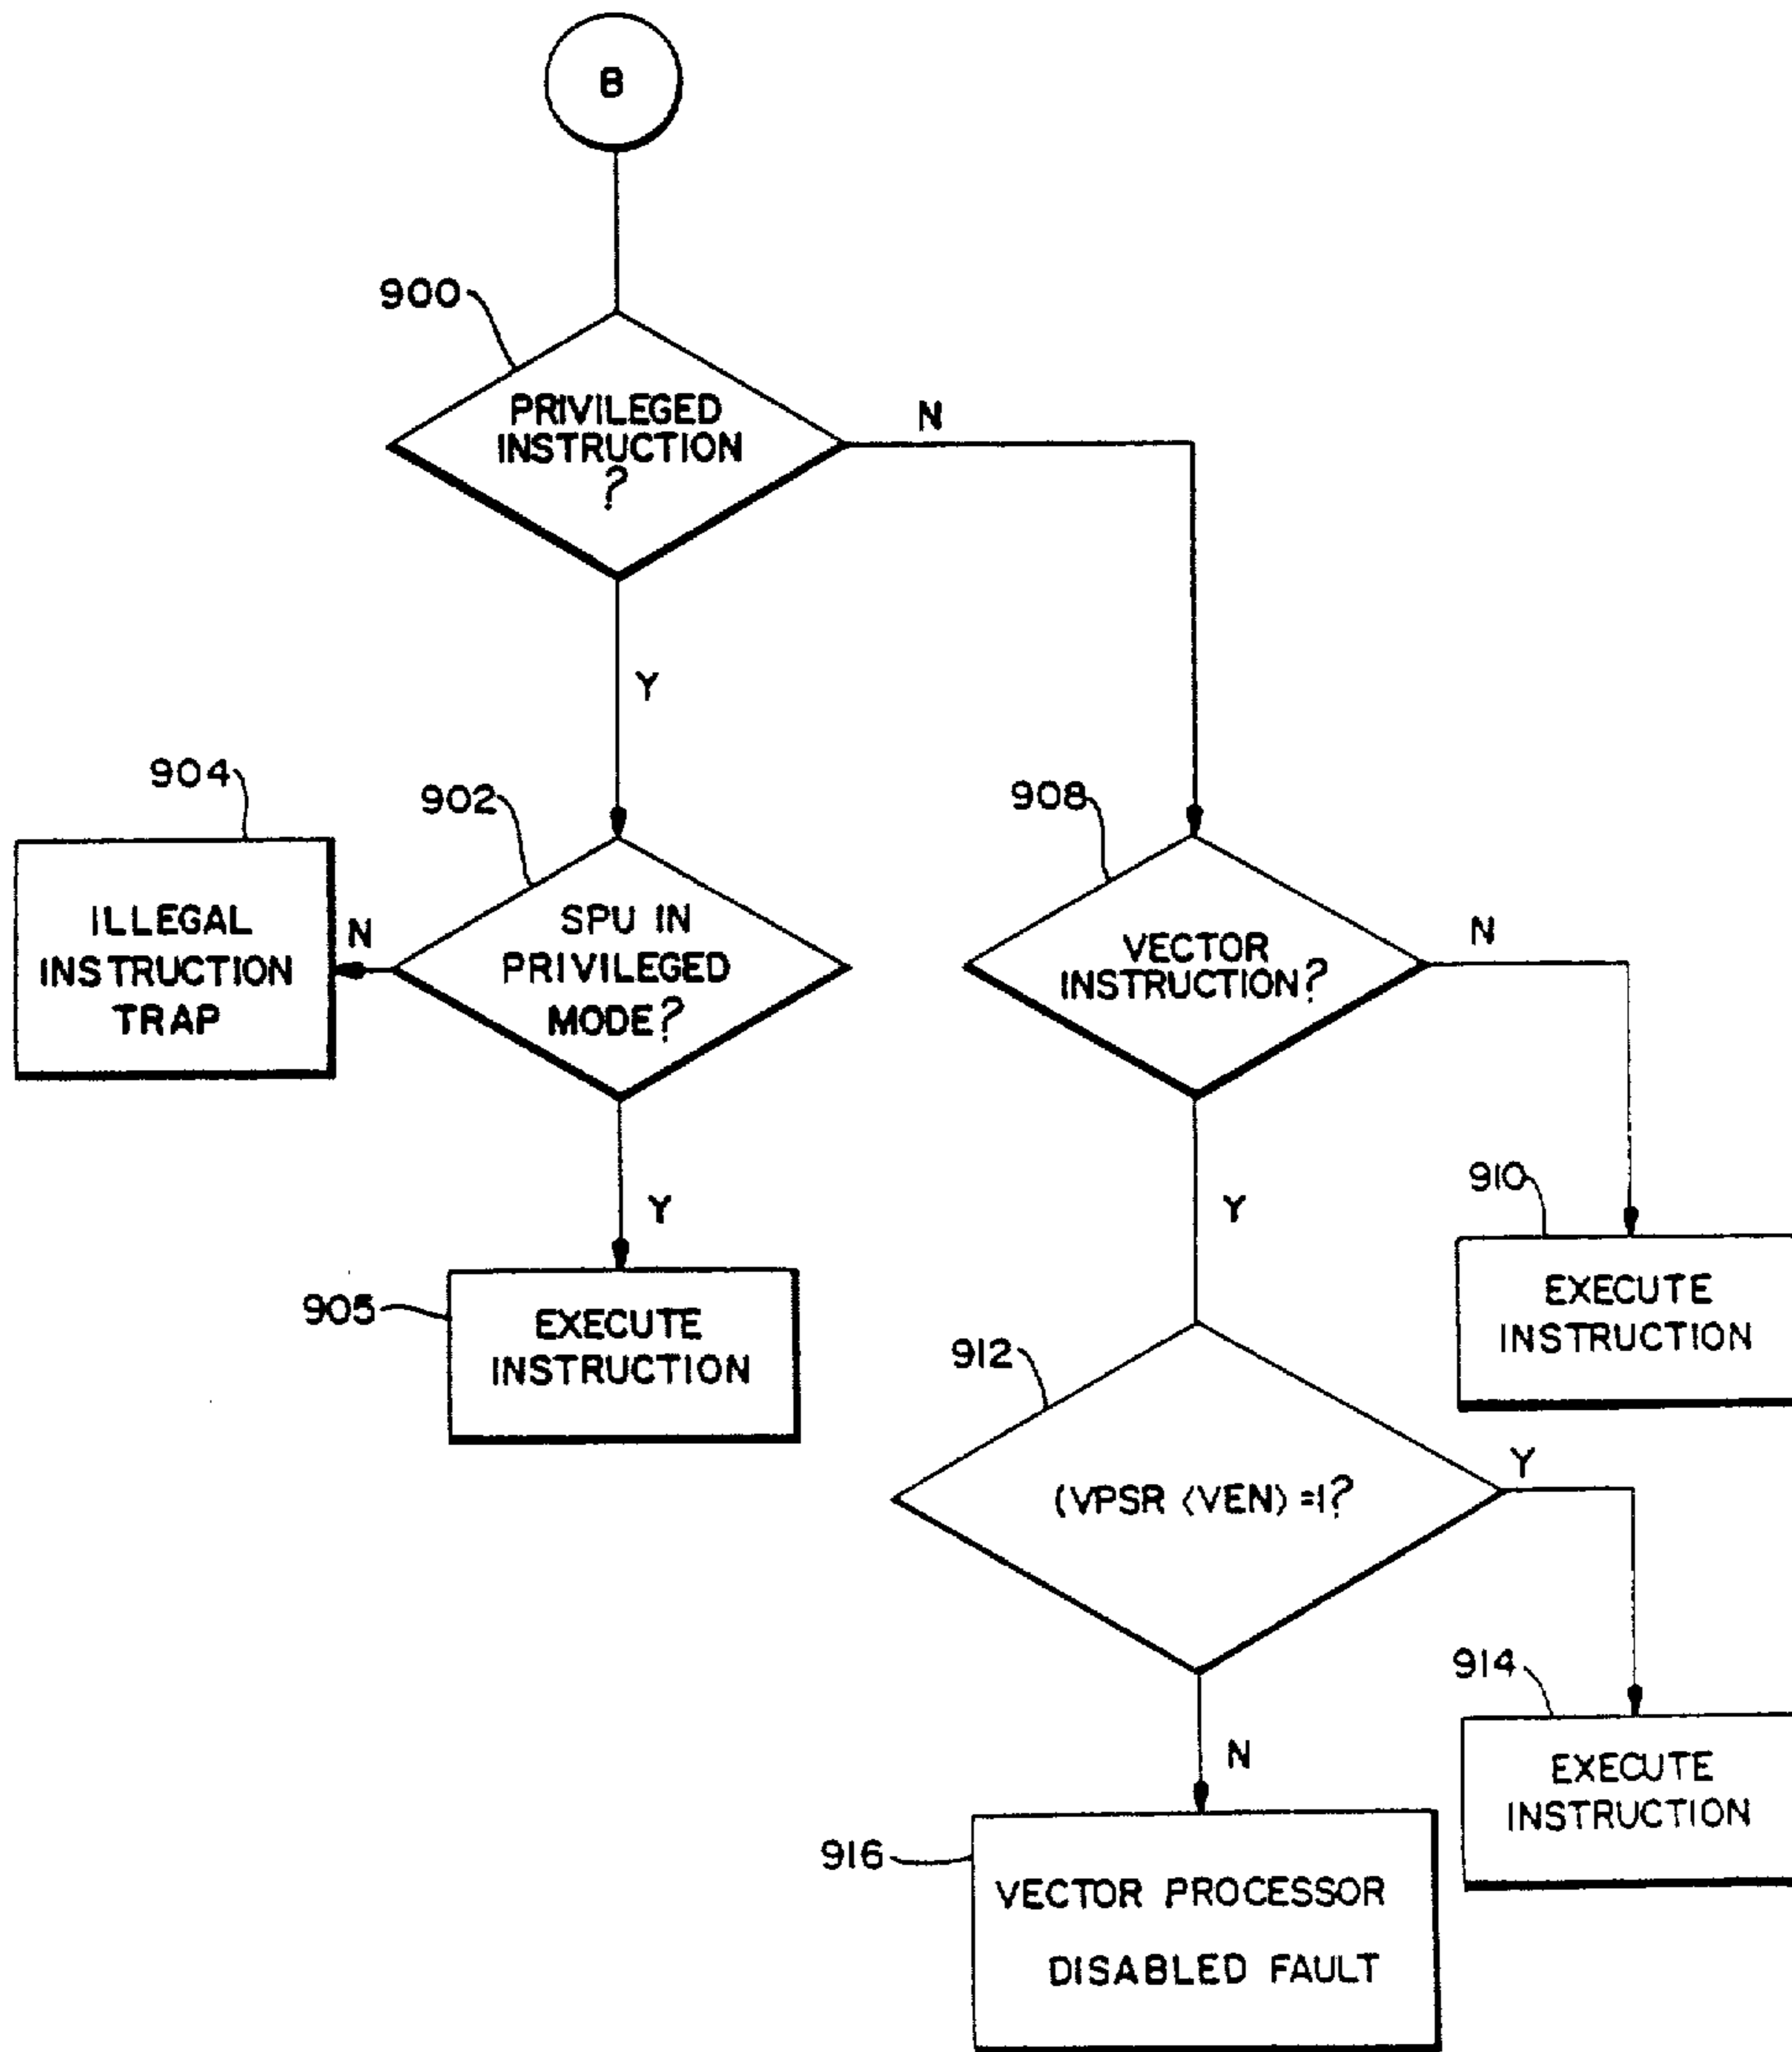 B
900
PRIVILEGED
INSTRUCTION
?
N
Y
904
902
908
ILLEGAL
INSTRUCTION
TRAP
N
SPU IN
PRIVILEGED
MODE?
VECTOR
INSTRUCTION?
N
Y
Y
910
905
EXECUTE
INSTRUCTION
EXECUTE
INSTRUCTION
912
(VPSR <VEN) =1?
Y
914
N
EXECUTE
INSTRUCTION
916
VECTOR PROCESSOR
DISABLED FAULT